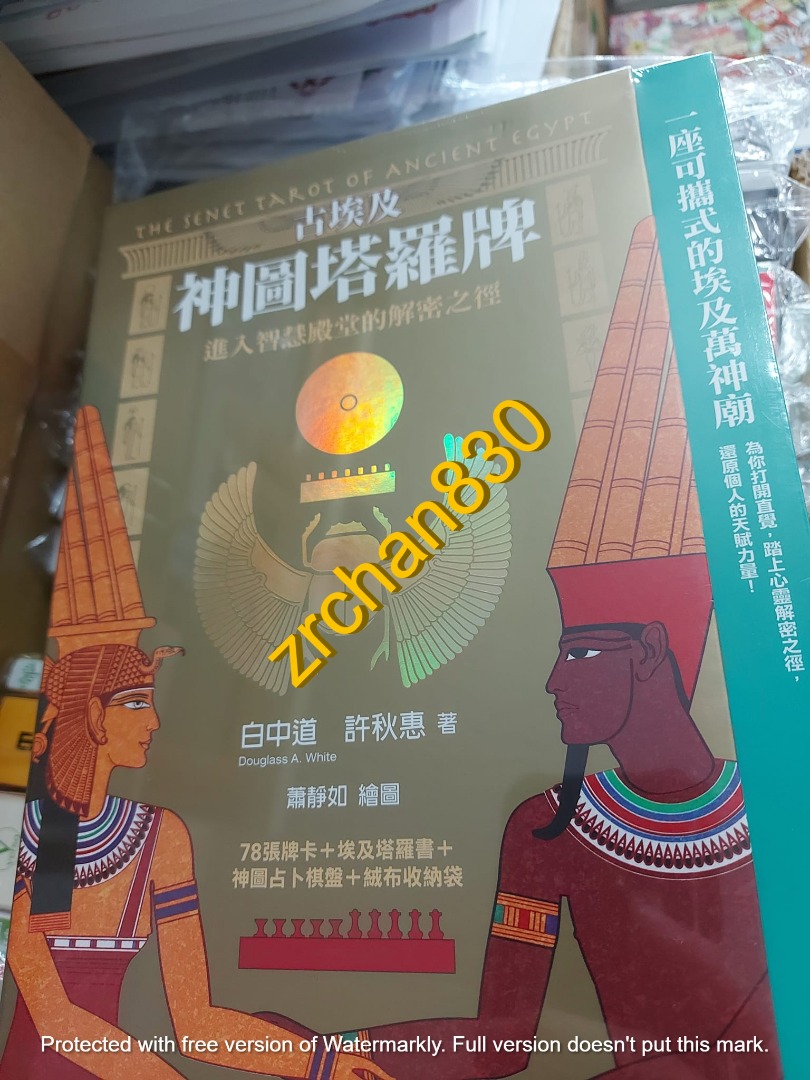 THE SENET TAROT OF ANCIENT EGYPT
古埃及
神圖塔羅牌
進入智慧殿堂的解密之徑
白中道 許秋惠 著
Douglass A. White
蕭靜如 繪圖
78張牌卡＋埃及塔羅書＋
神圖占卜棋盤＋絨布收納袋
一座可攜式的埃及萬神廟
為你打開直覺，踏上心靈解密之徑，
還原個人的天賦力量！
zrchan830
Protected with free version of Watermarkly. Full version doesn't put this mark.